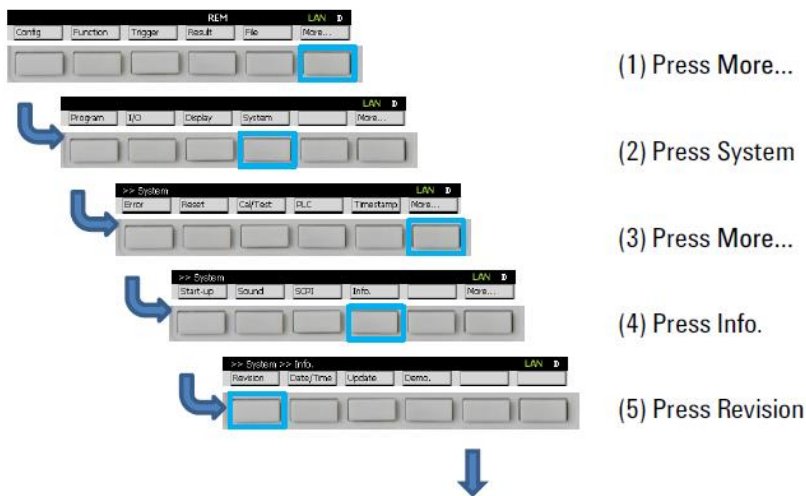 REM LAN D
Config Function Trigger Result File More...
(1) Press More...
LAN D
Program I/O Display System More...
(2) Press System
>> System LAN D
Error Reset Cal/Test PLC Timestamp More...
(3) Press More...
>> System LAN D
Start-up Sound SCPI Info. More...
(4) Press Info.
>> System >> Info. LAN D
Revision Date/Time Update Demo.
(5) Press Revision